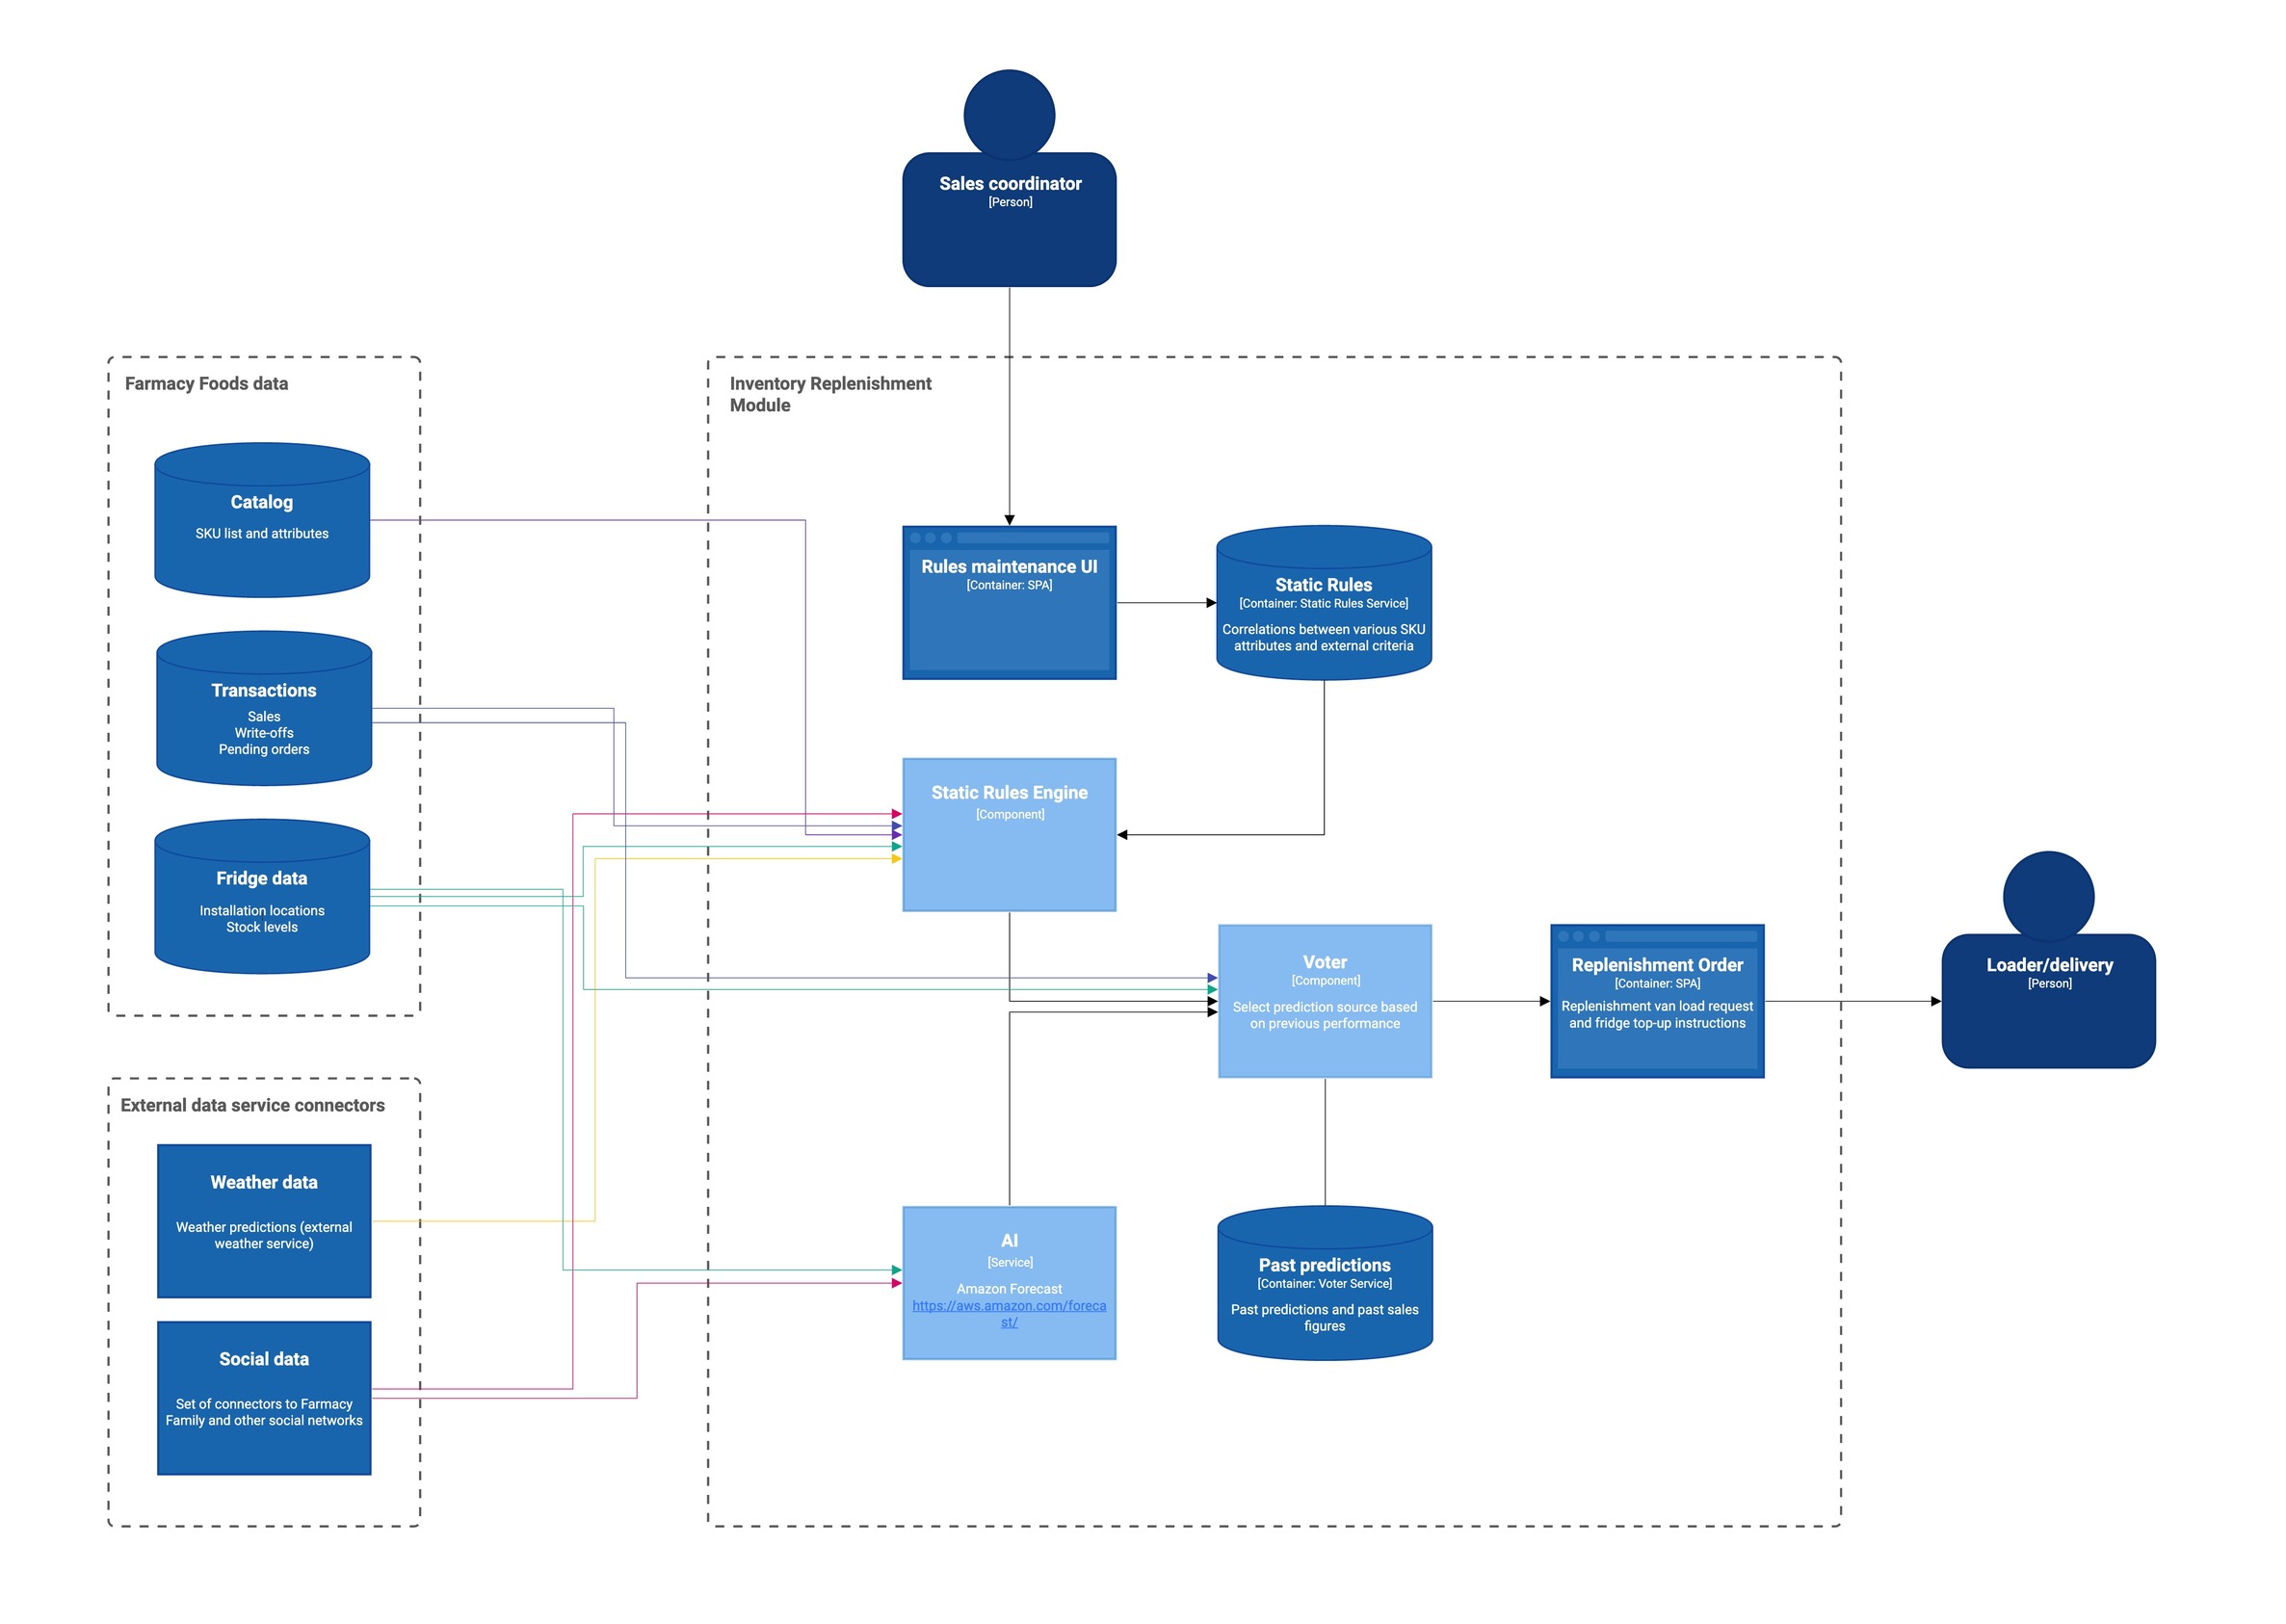 Sales coordinator
[Person]
Farmacy Foods data
Catalog
SKU list and attributes
Transactions
Sales
Write-offs
Pending orders
Fridge data
Installation locations
Stock levels
External data service connectors
Weather data
Weather predictions (external
weather service)
Social data
Set of connectors to Farmacy
Family and other social networks
Inventory Replenishment
Module
Rules maintenance UI
[Container: SPA]
Static Rules
[Container: Static Rules Service]
Correlations between various SKU
attributes and external criteria
Static Rules Engine
[Component]
Voter
[Component]
Select prediction source based
on previous performance
Replenishment Order
[Container: SPA]
Replenishment van load request
and fridge top-up instructions
AI
[Service]
Amazon Forecast
https://aws.amazon.com/foreca
st/
Past predictions
[Container: Voter Service]
Past predictions and past sales
figures
Loader/delivery
[Person]